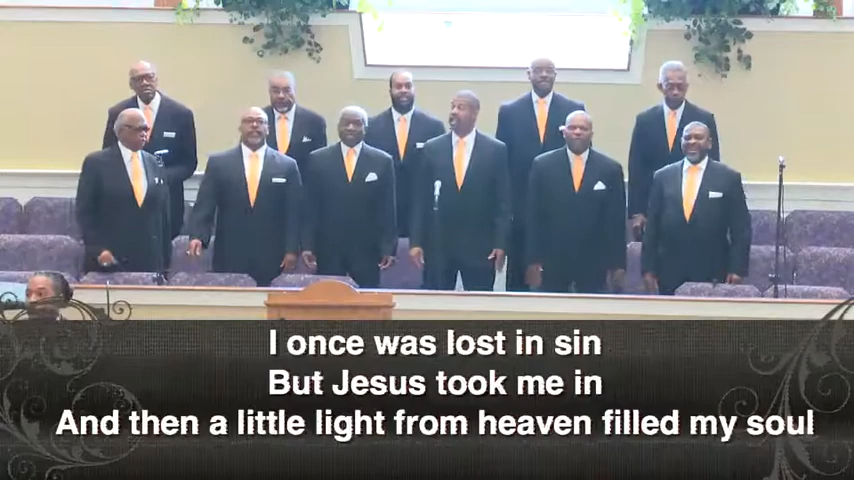 I once was lost in sin
But Jesus took me in
And then a little light from heaven filled my soul